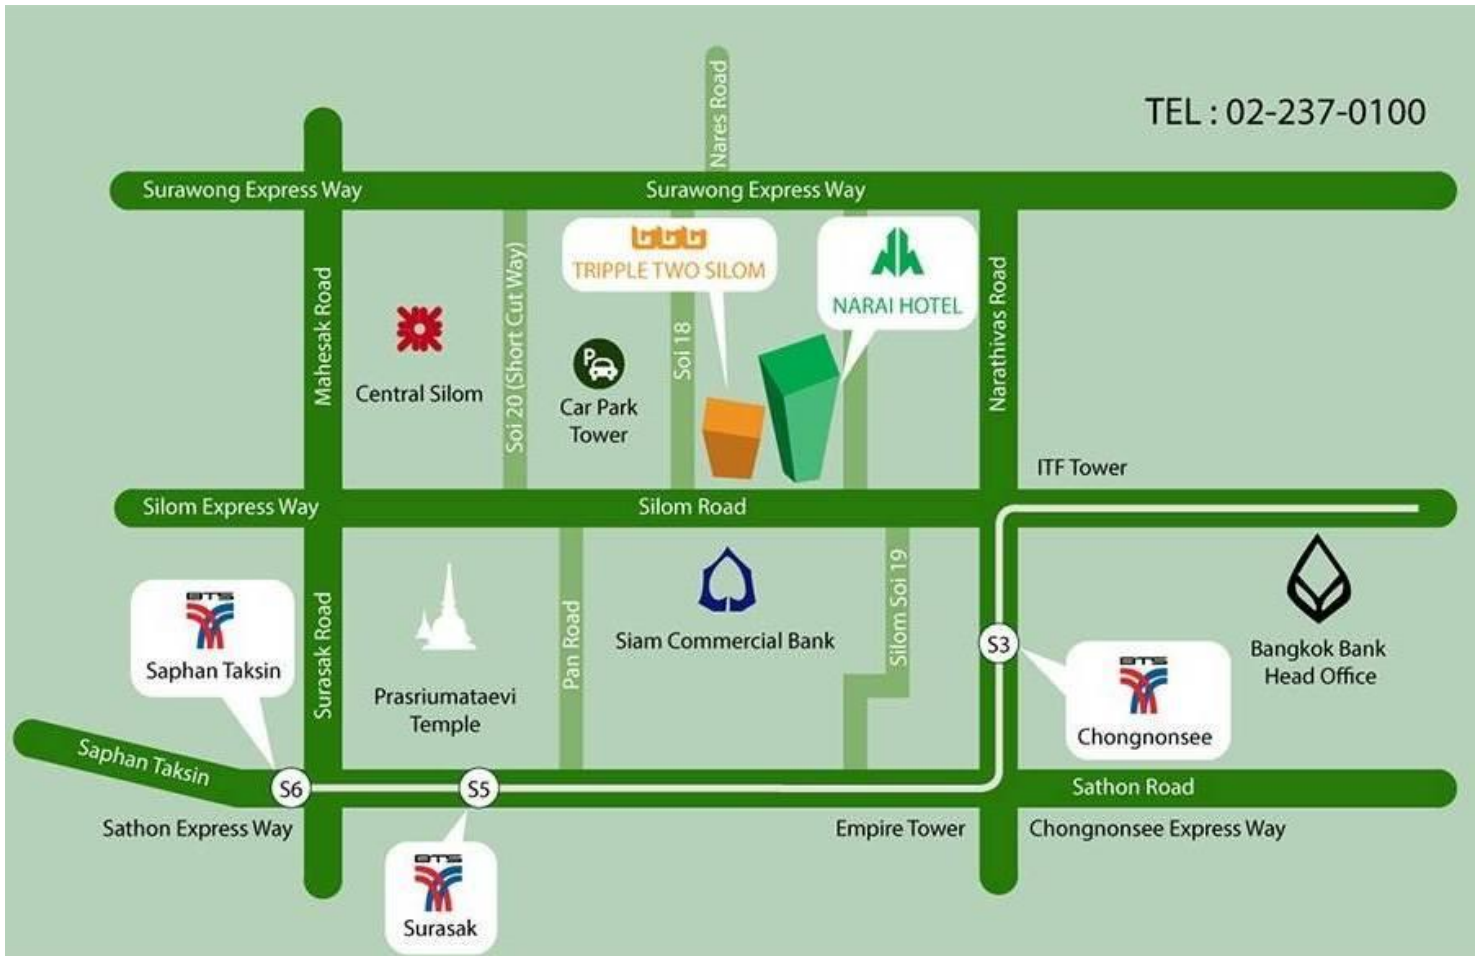 Nares Road
TEL : 02-237-0100
Surawong Express Way
Surawong Express Way
TRIPPLE TWO SILOM
NARAI HOTEL
Mahesak Road
Central Silom
Soi 20 (Short Cut Way)
P
Car Park
Tower
Soi 18
Narathivas Road
ITF Tower
Silom Express Way
Silom Road
BTS
Saphan Taksin
Surasak Road
Prasriumataevi
Temple
Pan Road
Siam Commercial Bank
Silom Soi 19
S3
BTS
Chongnonsee
Bangkok Bank
Head Office
Saphan Taksin
S6
S5
Sathon Road
Sathon Express Way
Empire Tower
Chongnonsee Express Way
BTS
Surasak